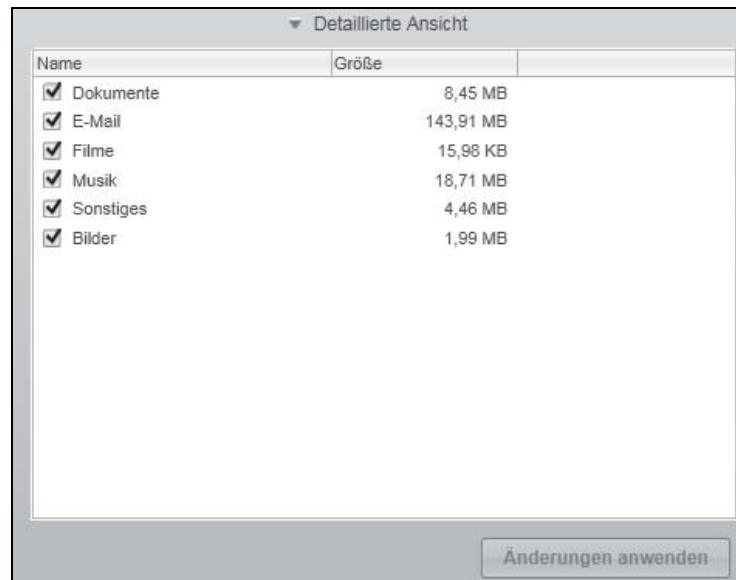 Detaillierte Ansicht
Name Größe
Dokumente 8,45 MB
E-Mail 143,91 MB
Filme 15,98 KB
Musik 18,71 MB
Sonstiges 4,46 MB
Bilder 1,99 MB
Änderungen anwenden